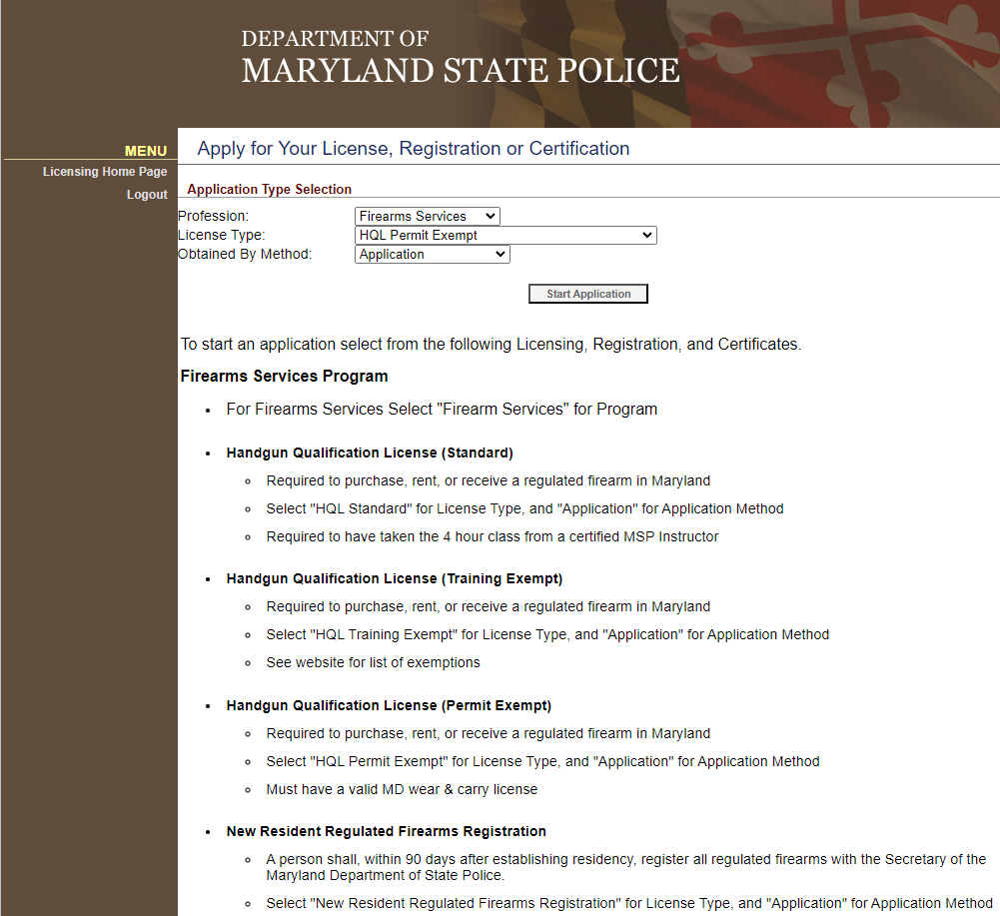 DEPARTMENT OF
MARYLAND STATE POLICE
MENU
Licensing Home Page
Logout
Apply for Your License, Registration or Certification
Application Type Selection
Profession: Firearms Services
License Type: HQL Permit Exempt
Obtained By Method: Application
Start Application
To start an application select from the following Licensing, Registration, and Certificates.
Firearms Services Program
• For Firearms Services Select "Firearm Services" for Program
• Handgun Qualification License (Standard)
◦ Required to purchase, rent, or receive a regulated firearm in Maryland
◦ Select "HQL Standard" for License Type, and "Application" for Application Method
◦ Required to have taken the 4 hour class from a certified MSP Instructor
• Handgun Qualification License (Training Exempt)
◦ Required to purchase, rent, or receive a regulated firearm in Maryland
◦ Select "HQL Training Exempt" for License Type, and "Application" for Application Method
◦ See website for list of exemptions
• Handgun Qualification License (Permit Exempt)
◦ Required to purchase, rent, or receive a regulated firearm in Maryland
◦ Select "HQL Permit Exempt" for License Type, and "Application" for Application Method
◦ Must have a valid MD wear & carry license
• New Resident Regulated Firearms Registration
◦ A person shall, within 90 days after establishing residency, register all regulated firearms with the Secretary of the
Maryland Department of State Police.
◦ Select "New Resident Regulated Firearms Registration" for License Type, and "Application" for Application Method